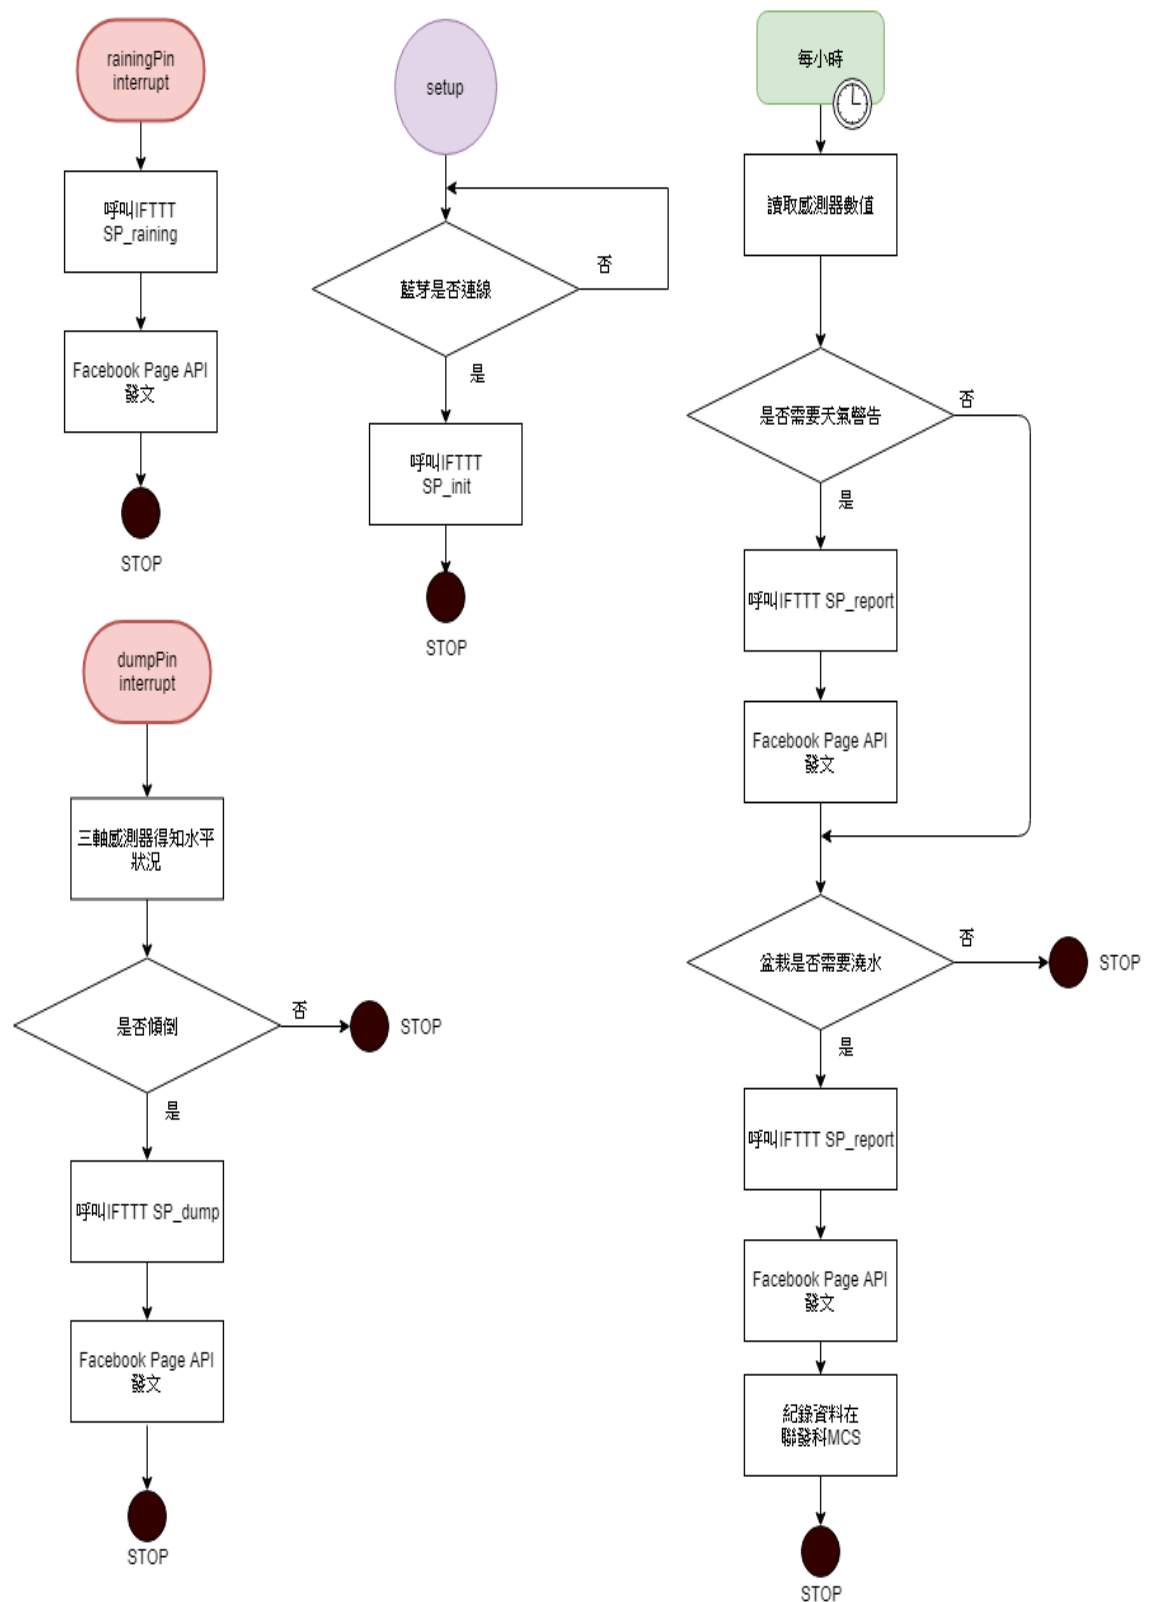 rainingPin
interrupt
呼叫IFTTT
SP_raining
Facebook Page API
發文
STOP
setup
藍芽是否連線
否
是
呼叫IFTTT
SP_init
STOP
每小時
讀取感測器數值
是否需要天氣警告
否
是
呼叫IFTTT SP_report
Facebook Page API
發文
盆栽是否需要澆水
否
STOP
是
呼叫IFTTT SP_report
Facebook Page API
發文
紀錄資料在
聯發科MCS
STOP
dumpPin
interrupt
三軸感測器得知水平
狀況
是否傾倒
否
STOP
是
呼叫IFTTT SP_dump
Facebook Page API
發文
STOP